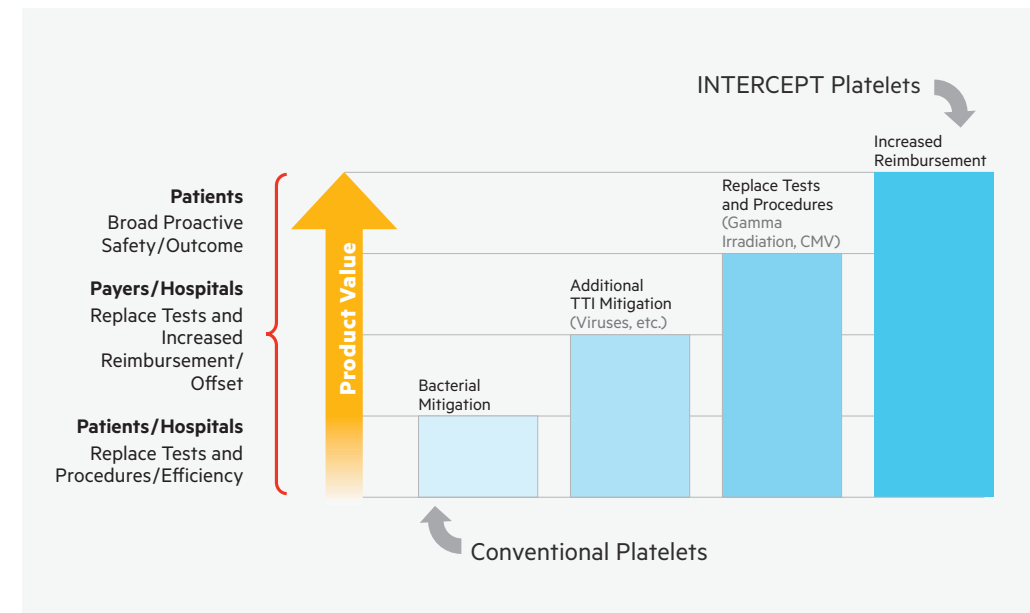 INTERCEPT Platelets
Increased
Reimbursement
Patients
Broad Proactive
Safety/Outcome
Payers/Hospitals
Replace Tests and
Increased
Reimbursement/
Offset
Patients/Hospitals
Replace Tests and
Procedures/Efficiency
Product Value
Bacterial
Mitigation
Additional
TTI Mitigation
(Viruses, etc.)
Replace Tests
and Procedures
(Gamma
Irradiation, CMV)
Conventional Platelets